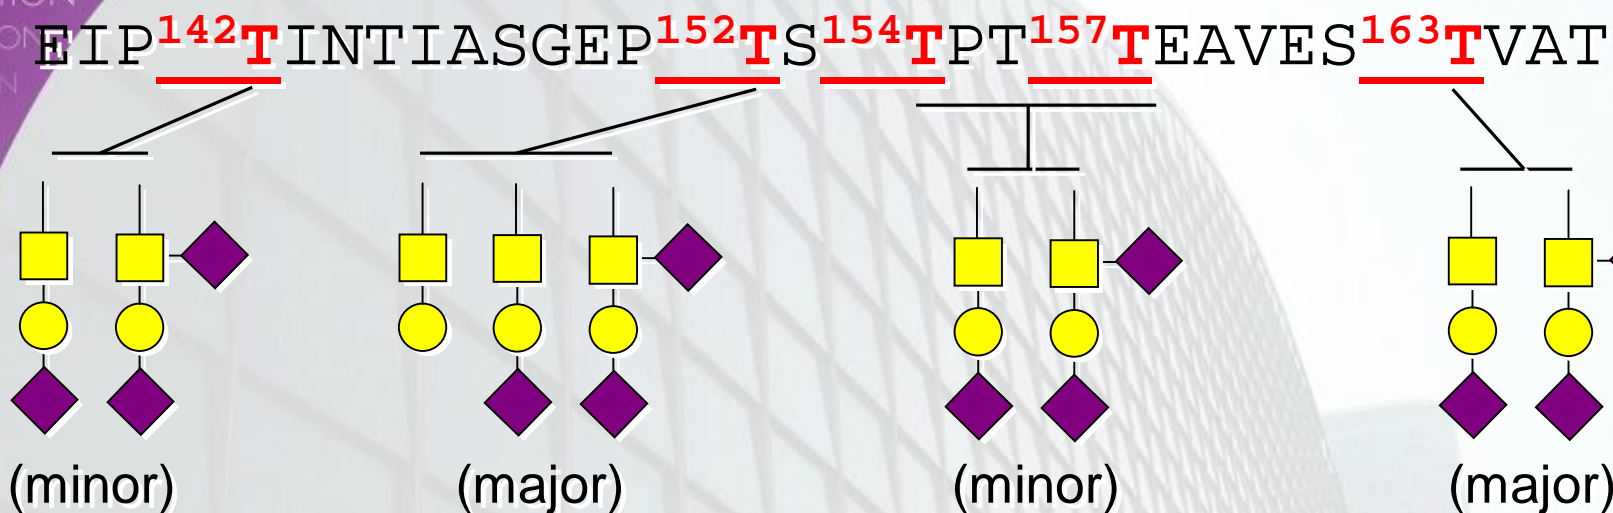 EIP142TINTIASGEP152TS154TPT157TEAVES163TVAT
(minor) (major) (minor) (major)